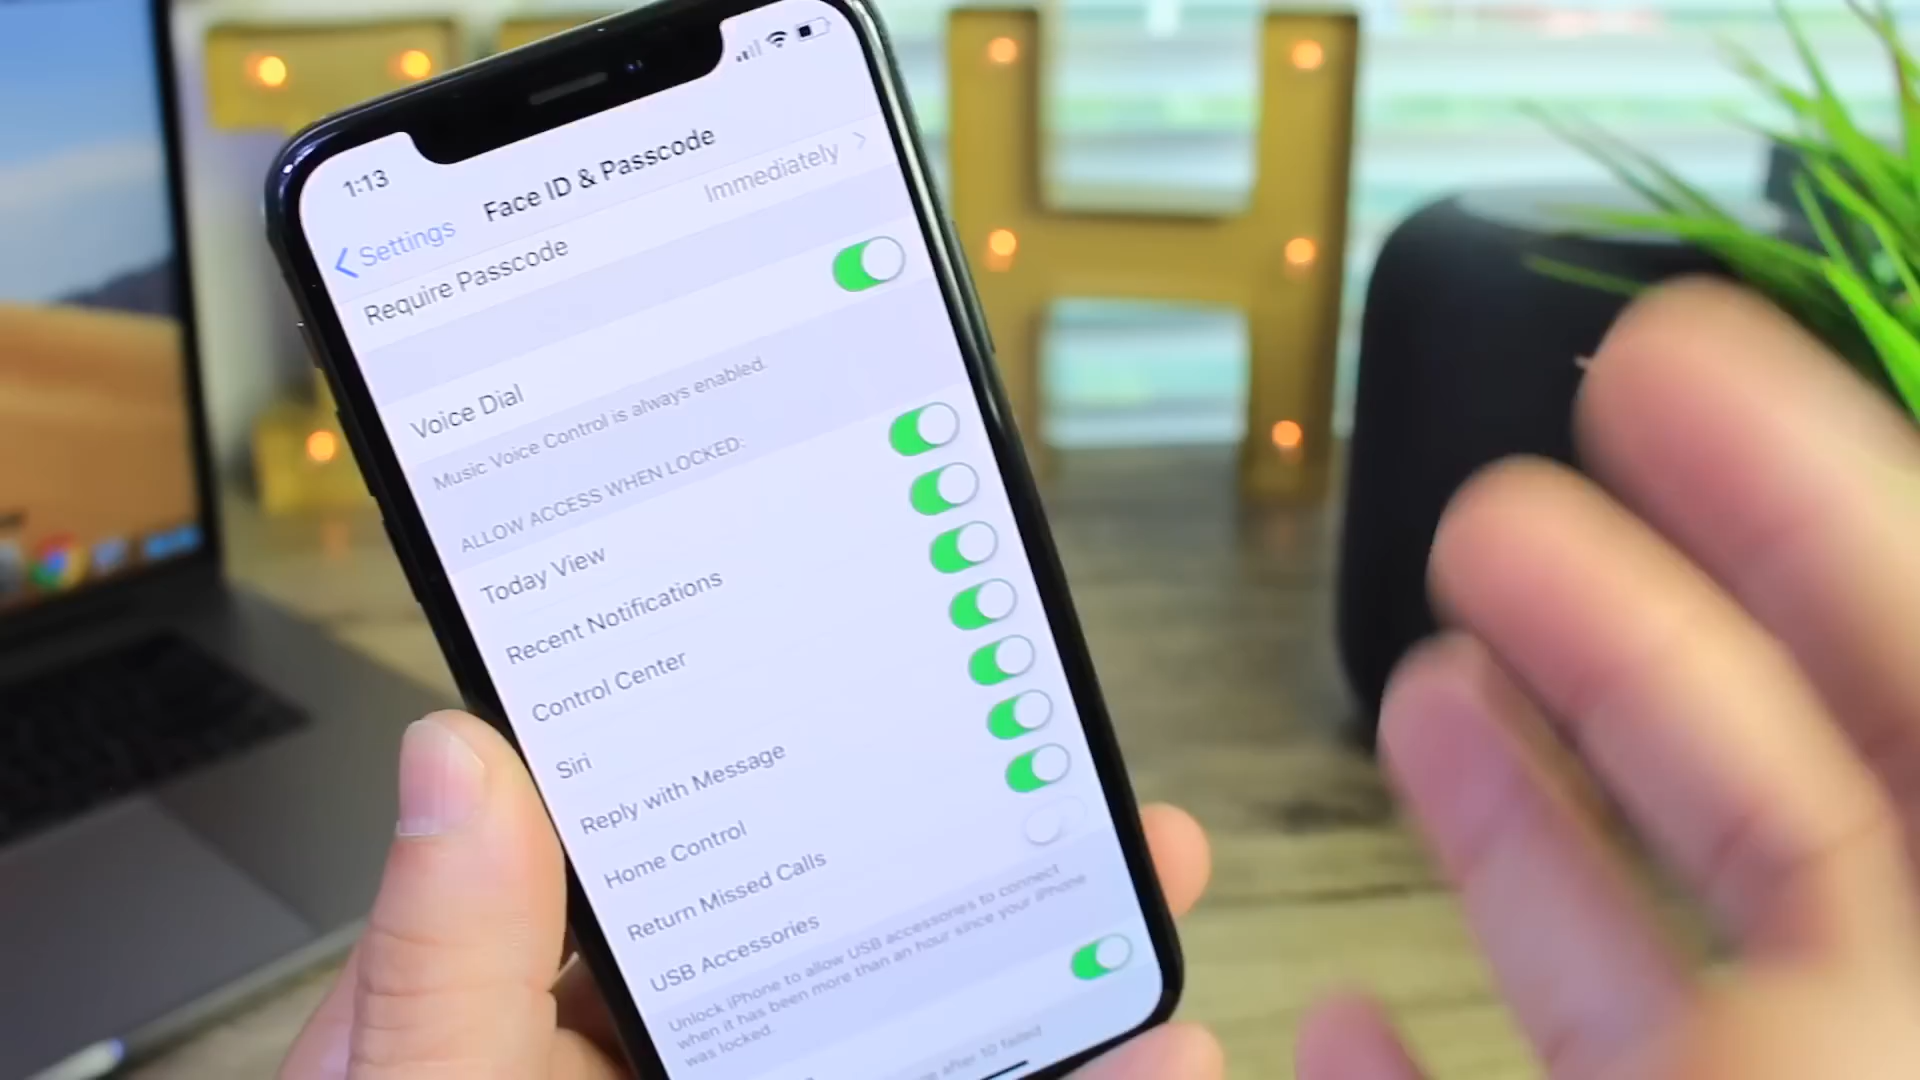 1:13
Settings
Face ID & Passcode
Require Passcode
Immediately
Voice Dial
Music Voice Control is always enabled.
ALLOW ACCESS WHEN LOCKED:
Today View
Recent Notifications
Control Center
Siri
Reply with Message
Home Control
Return Missed Calls
USB Accessories
Unlock iPhone to allow USB accessories to connect
when it has been more than an hour since your iPhone
was locked.
after 10 failed